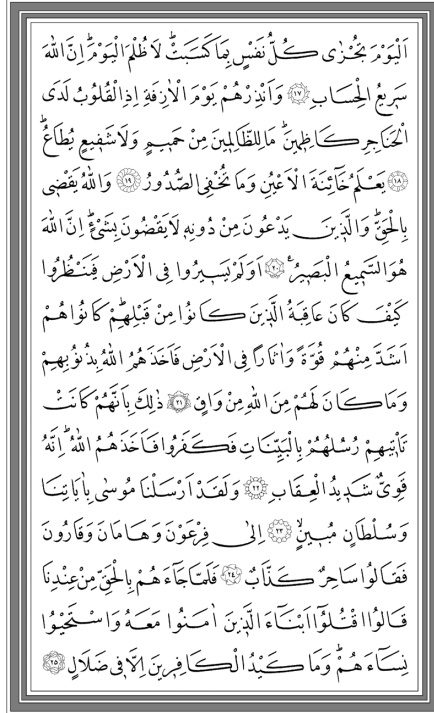 اَلْيَوْمَ تُجْزٰى كُلُّ نَفْسٍ بِمَا كَسَبَتْۜ لَا ظُلْمَ الْيَوْمَۜ اِنَّ اللّٰهَ
سَرٖيعُ الْحِسَابِ ﴿١٧﴾ وَاَنْذِرْهُمْ يَوْمَ الْاٰزِفَةِ اِذِ الْقُلُوبُ لَدَى
الْحَنَاجِرِ كَاظِمٖينَۜ مَا لِلظَّالِمٖينَ مِنْ حَمٖيمٍ وَلَا شَفٖيعٍ يُطَاعُۜ
﴿١٨﴾ يَعْلَمُ خَٓائِنَةَ الْاَعْيُنِ وَمَا تُخْفِي الصُّدُورُ ﴿١٩﴾ وَاللّٰهُ يَقْضٖي
بِالْحَقِّۜ وَالَّذٖينَ يَدْعُونَ مِنْ دُونِهٖ لَا يَقْضُونَ بِشَيْءٍۜ اِنَّ اللّٰهَ
هُوَ السَّمٖيعُ الْبَصٖيرُ۟ ﴿٢٠﴾ اَوَلَمْ يَسٖيرُوا فِي الْاَرْضِ فَيَنْظُرُوا
كَيْفَ كَانَ عَاقِبَةُ الَّذٖينَ كَانُوا مِنْ قَبْلِهِمْۜ كَانُوا هُمْ
اَشَدَّ مِنْهُمْ قُوَّةً وَاٰثَارًا فِي الْاَرْضِ فَاَخَذَهُمُ اللّٰهُ بِذُنُوبِهِمْ
وَمَا كَانَ لَهُمْ مِنَ اللّٰهِ مِنْ وَاقٍ ﴿٢١﴾ ذٰلِكَ بِاَنَّهُمْ كَانَتْ
تَأْتٖيهِمْ رُسُلُهُمْ بِالْبَيِّنَاتِ فَكَفَرُوا فَاَخَذَهُمُ اللّٰهُۜ اِنَّهُ
قَوِيٌّ شَدٖيدُ الْعِقَابِ ﴿٢٢﴾ وَلَقَدْ اَرْسَلْنَا مُوسٰى بِاٰيَاتِنَا
وَسُلْطَانٍ مُبٖينٍۙ ﴿٢٣﴾ اِلٰى فِرْعَوْنَ وَهَامَانَ وَقَارُونَ
فَقَالُوا سَاحِرٌ كَذَّابٌ ﴿٢٤﴾ فَلَمَّا جَٓاءَهُمْ بِالْحَقِّ مِنْ عِنْدِنَا
قَالُوا اقْتُلُٓوا اَبْنَٓاءَ الَّذٖينَ اٰمَنُوا مَعَهُ وَاسْتَحْيُوا
نِسَٓاءَهُمْۜ وَمَا كَيْدُ الْكَافِرٖينَ اِلَّا فٖي ضَلَالٍ ﴿٢٥﴾